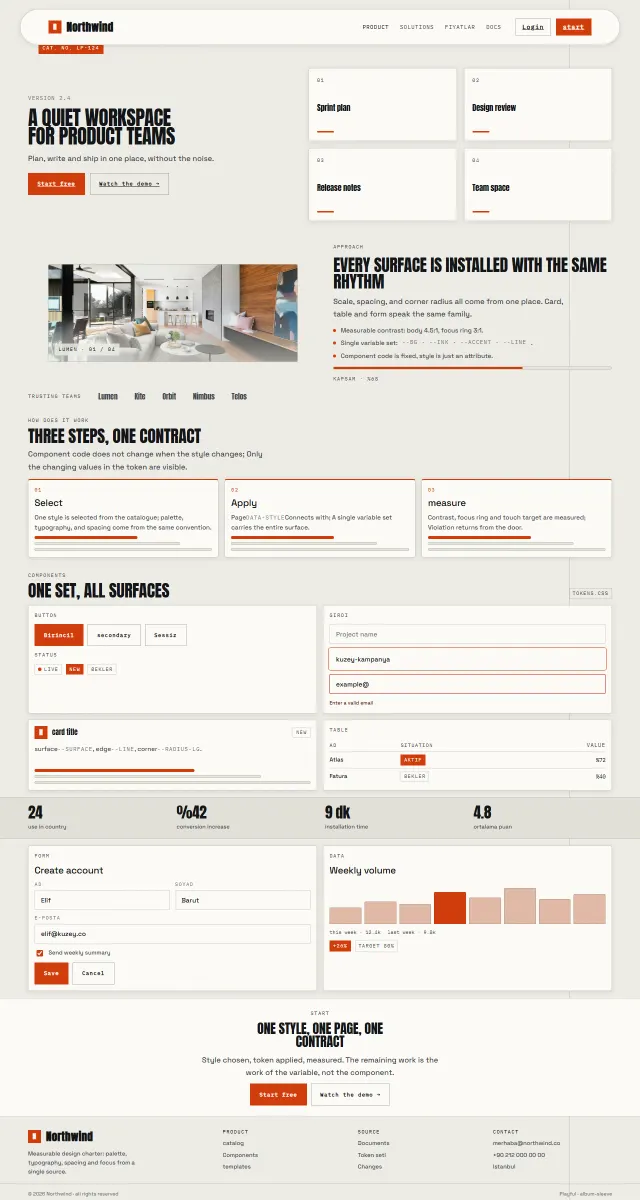 Northwind
PRODUCT SOLUTIONS FIYATLAR DOCS Login start
CAT. NO. LP-124
VERSION 3.4
A QUIET WORKSPACE
FOR PRODUCT TEAMS
Plan, write and ship in one place, without the noise.
Start free Watch the demo →
01
Sprint plan
02
Design review
03
Release notes
04
Team space
LUMEN · 01 / 04
APPROACH
EVERY SURFACE IS INSTALLED WITH THE SAME
RHYTHM
Scale, spacing, and corner radius all come from one place. Card,
table and form speak the same family.
Measurable contrast: body 4.5:1, focus ring 3:1.
Single variable set: --BG · --INK · --ACCENT · --LINE .
Component code is fixed, style is just an attribute.
KAPSAM · %68
TRUSTING TEAMS Lumen Kite Orbit Nimbus Telos
HOW DOES IT WORK
THREE STEPS, ONE CONTRACT
Component code does not change when the style changes; Only
the changing values in the token are visible.
01
Select
One style is selected from the catalogue; palette,
typography, and spacing come from the same convention.
02
Apply
PageDATA-STYLEConnects with; A single variable set
carries the entire surface.
03
measure
Contrast, focus ring and touch target are measured;
Violation returns from the door.
COMPONENTS
ONE SET, ALL SURFACES
TOKENS.CSS
BUTTON
Birincil secondary Sessiz
STATUS
LIVE NEW BEKLER
GIRDI
Project name
kuzey-kampanya
example@
Enter a valid email
card title NEW
surface--SURFACE,edge--LINE,corner--RADIUS-LG.
TABLE
AD SITUATION VALUE
Atlas AKTIF %72
Fatura BEKLER %40
24
use in country
%42
conversion increase
9 dk
installation time
4.8
ortalama puan
FORM
Create account
AD SOYAD
Elif Barut
E-POSTA
elif@kuzey.co
Send weekly summary
Save Cancel
DATA
Weekly volume
this week · 12.4k last week · 9.8k
+26% TARGET 80%
START
ONE STYLE, ONE PAGE, ONE
CONTRACT
Style chosen, token applied, measured. The remaining work is the
work of the variable, not the component.
Start free Watch the demo →
Northwind
Measurable design charter: palette,
typography, spacing and focus from a
single source.
PRODUCT
catalog
Components
templates
SOURCE
Documents
Token seti
Changes
CONTACT
merhaba@northwind.co
+90 212 000 00 00
Istanbul
© 2026 Northwind · all rights reserved
Playful · album-sleeve